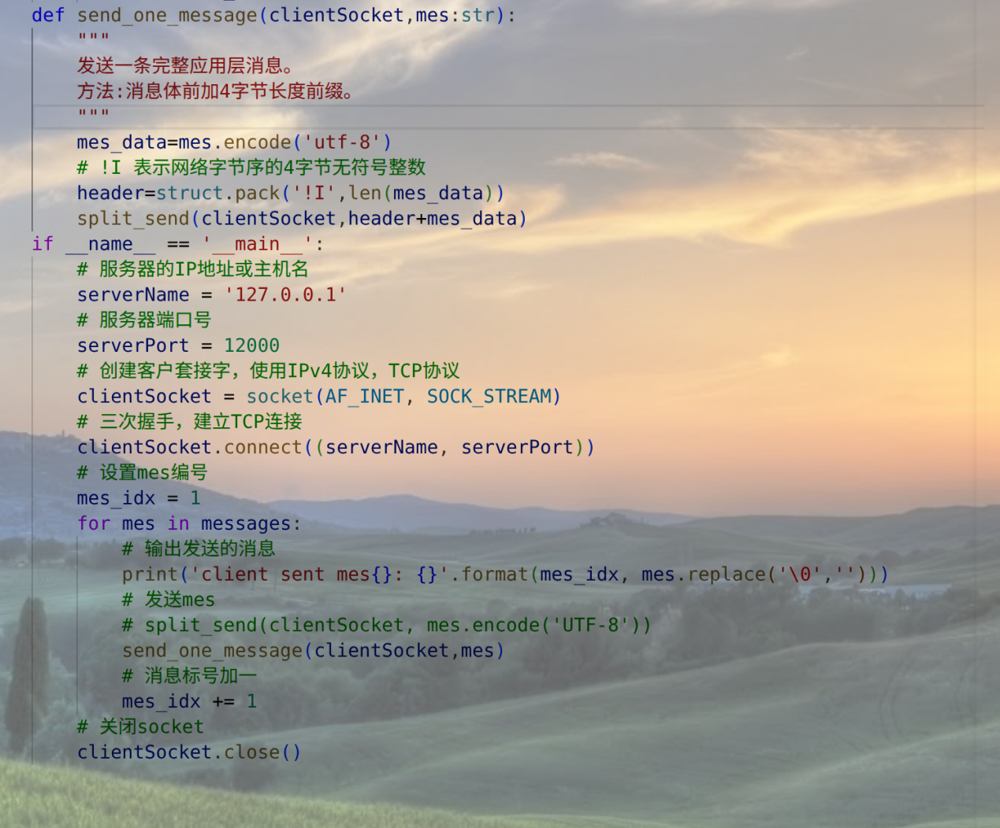 def send_one_message(clientSocket,mes:str):
    """
    发送一条完整应用层消息。
    方法:消息体前加4字节长度前缀。
    """
    mes_data=mes.encode('utf-8')
    # !I 表示网络字节序的4字节无符号整数
    header=struct.pack('!I',len(mes_data))
    split_send(clientSocket,header+mes_data)
if __name__ == '__main__':
    # 服务器的IP地址或主机名
    serverName = '127.0.0.1'
    # 服务器端口号
    serverPort = 12000
    # 创建客户套接字，使用IPv4协议，TCP协议
    clientSocket = socket(AF_INET, SOCK_STREAM)
    # 三次握手，建立TCP连接
    clientSocket.connect((serverName, serverPort))
    # 设置mes编号
    mes_idx = 1
    for mes in messages:
        # 输出发送的消息
        print('client sent mes{}: {}'.format(mes_idx, mes.replace('\0','')))
        # 发送mes
        # split_send(clientSocket, mes.encode('UTF-8'))
        send_one_message(clientSocket,mes)
        # 消息标号加一
        mes_idx += 1
    # 关闭socket
    clientSocket.close()